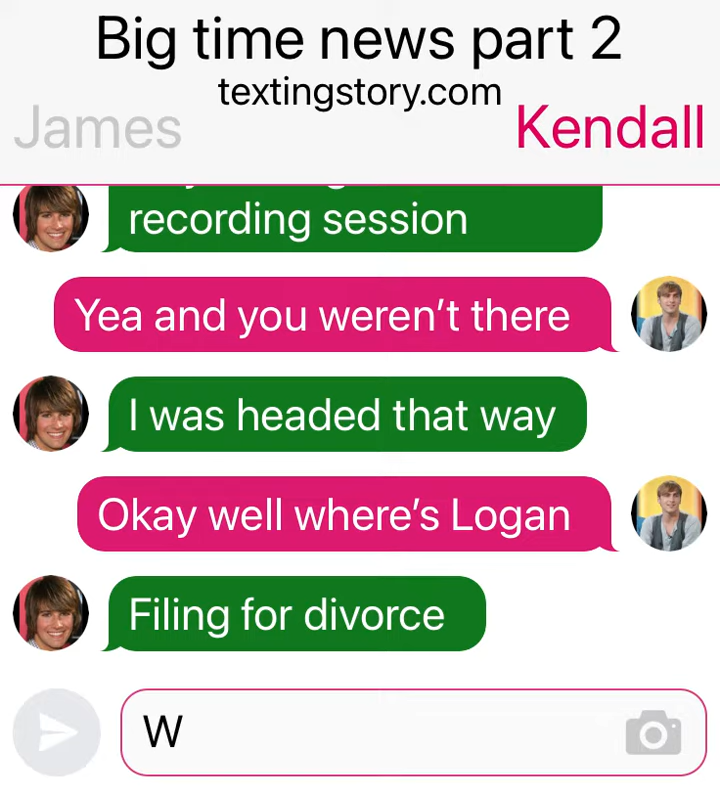 Big time news part 2
textingstory.com
James
Kendall
recording session
Yea and you weren't there
I was headed that way
Okay well where's Logan
Filing for divorce
W